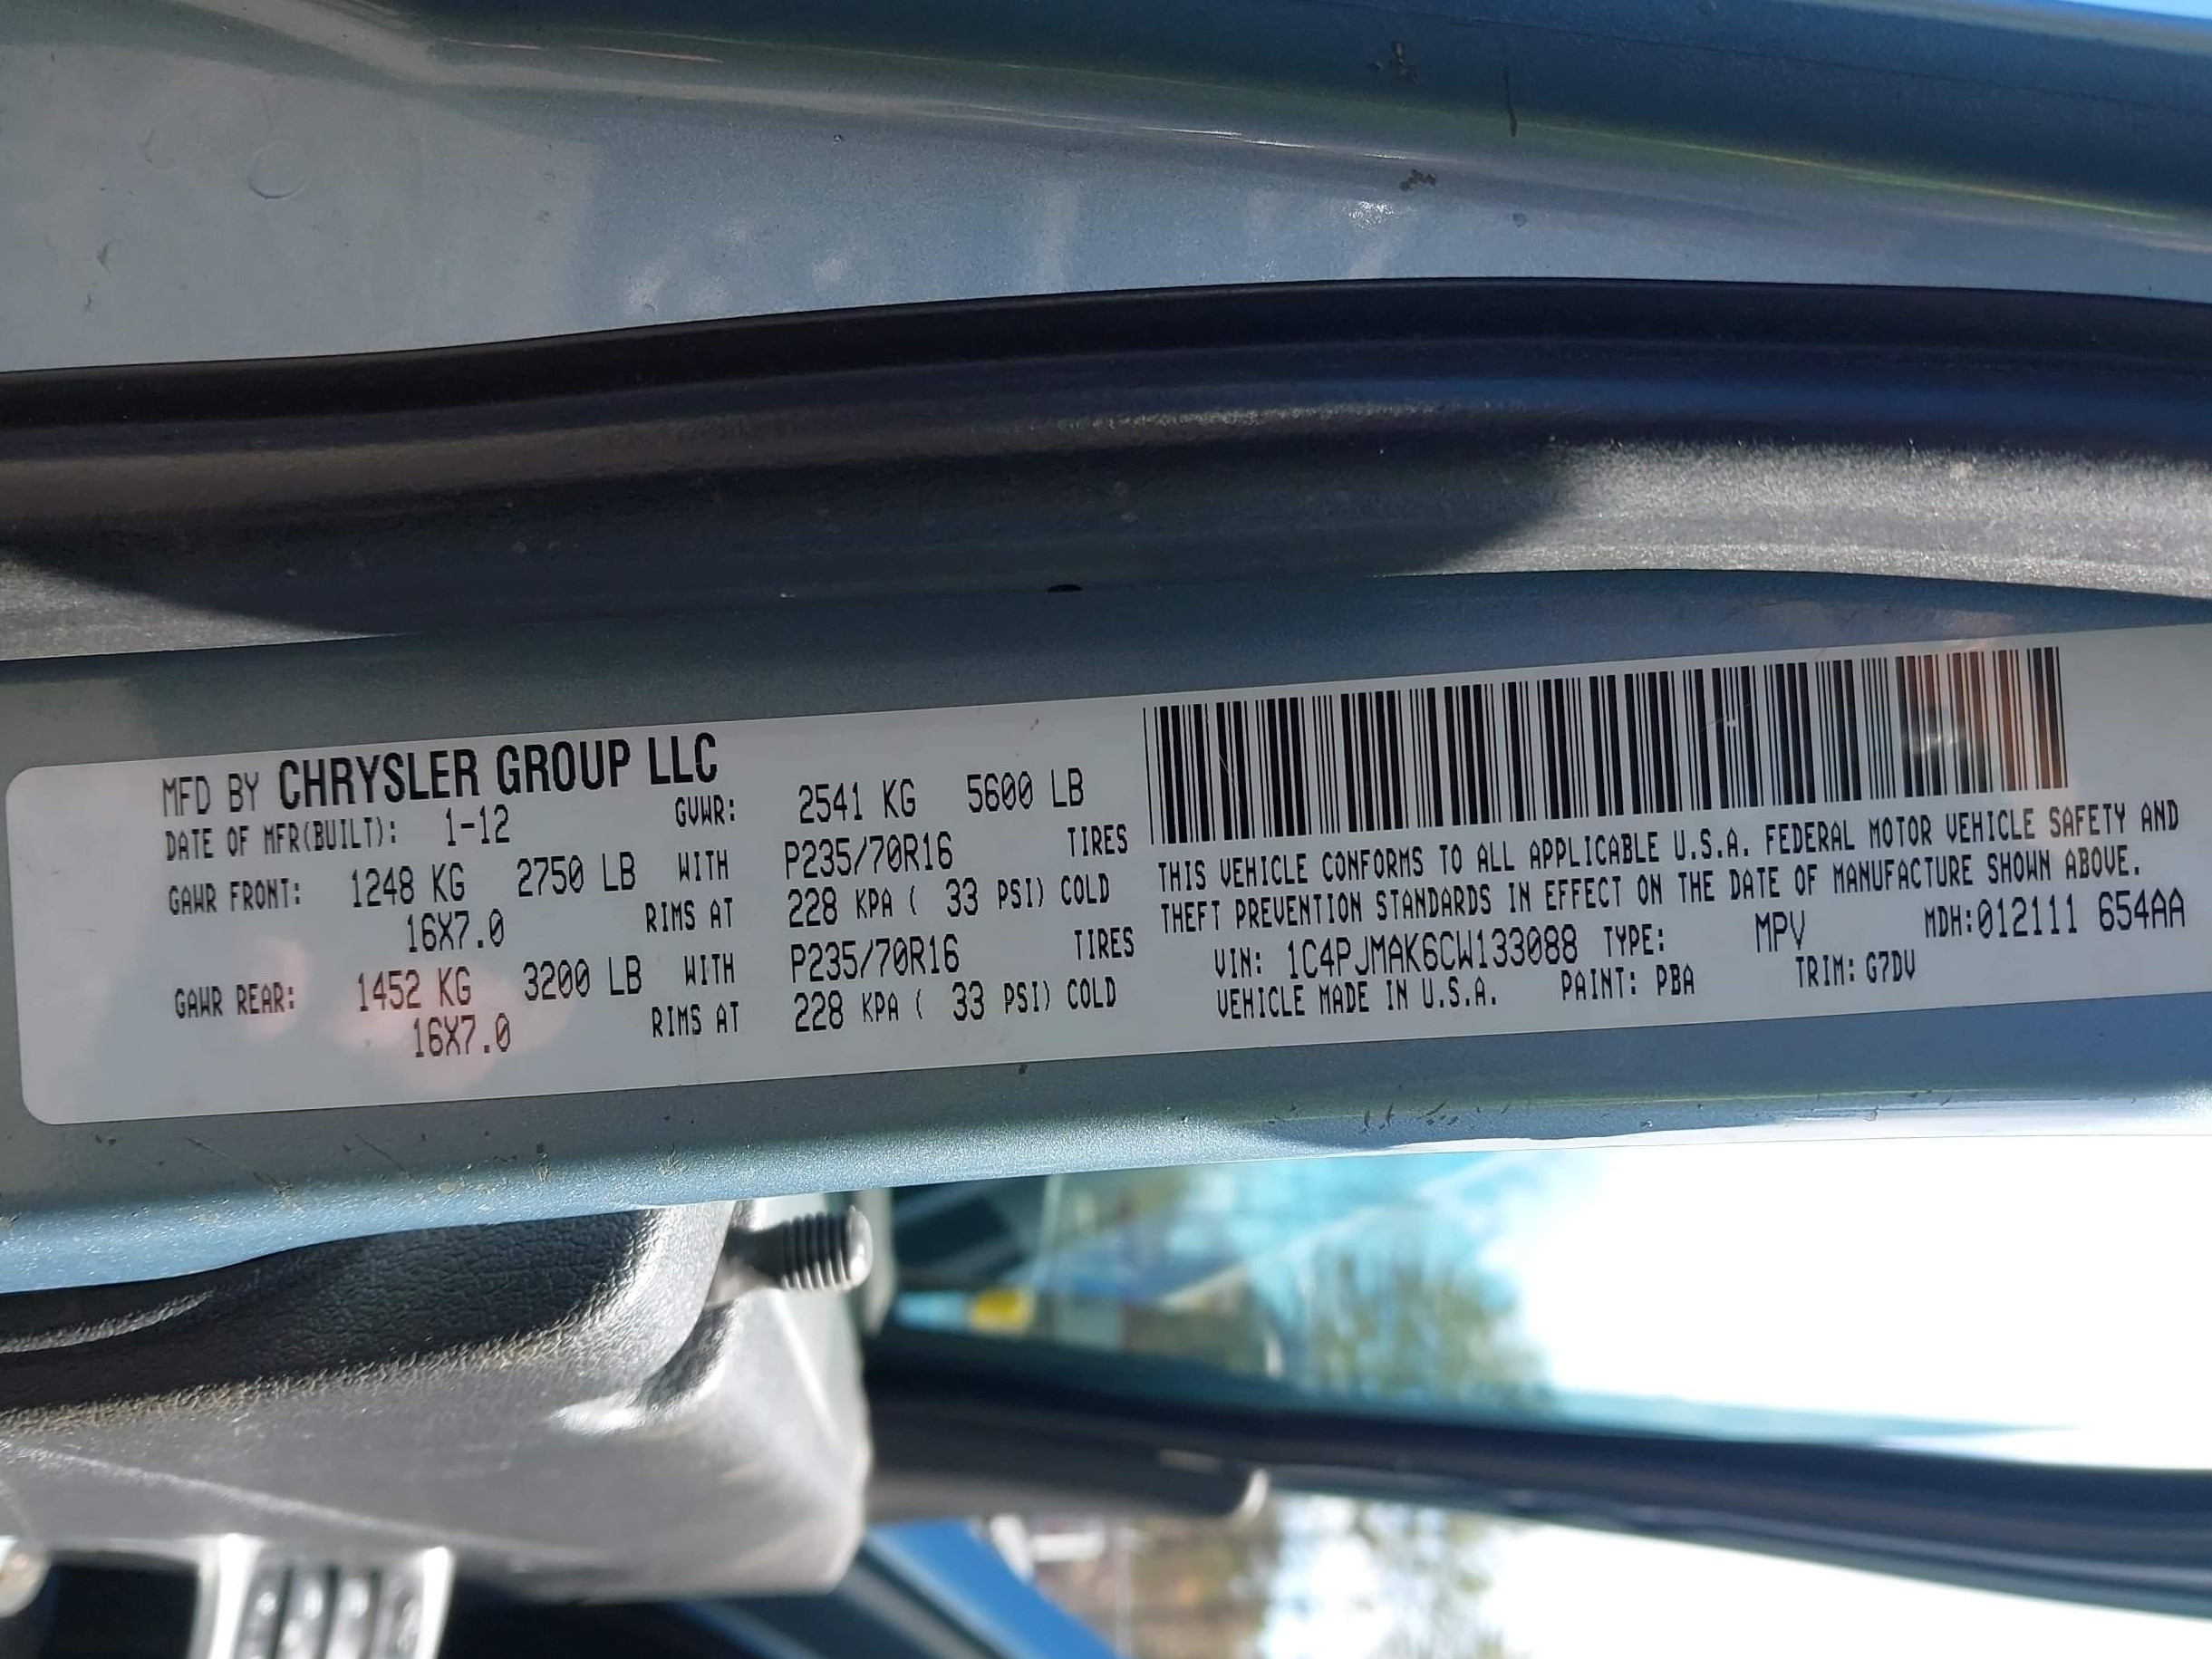 MFD BY CHRYSLER GROUP LLC
DATE OF MFR(BUILT): 1-12 GVWR: 2541 KG 5600 LB
GAWR FRONT: 1248 KG 2750 LB WITH P235/70R16 TIRES
16X7.0 RIMS AT 228 KPA ( 33 PSI) COLD
GAWR REAR: 1452 KG 3200 LB WITH P235/70R16 TIRES
16X7.0 RIMS AT 228 KPA ( 33 PSI) COLD
THIS VEHICLE CONFORMS TO ALL APPLICABLE U.S.A. FEDERAL MOTOR VEHICLE SAFETY AND
THEFT PREVENTION STANDARDS IN EFFECT ON THE DATE OF MANUFACTURE SHOWN ABOVE.
VIN: 1C4PJMAK6CW133088 TYPE: MPV MDH:012111 654AA
VEHICLE MADE IN U.S.A. PAINT: PBA TRIM: G7DV